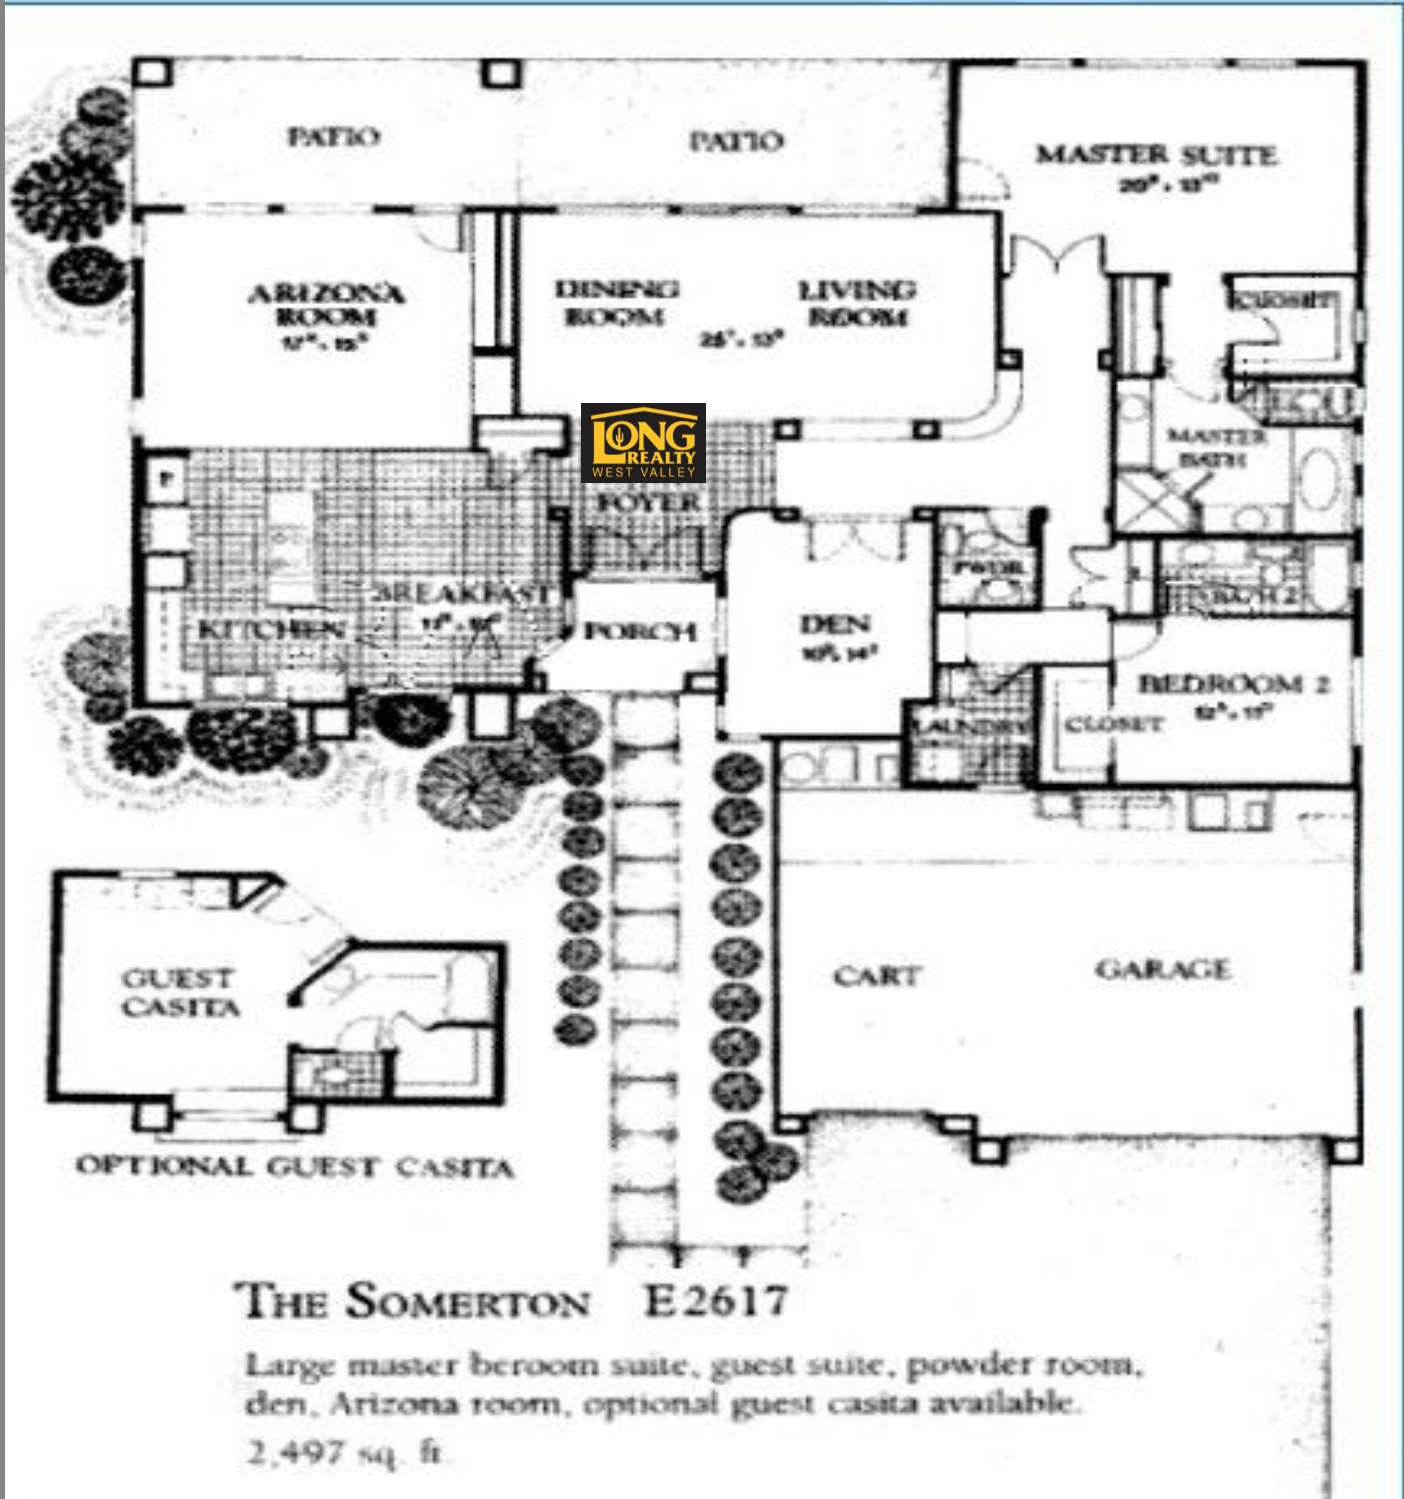 PATIO
PATIO
MASTER SUITE
ARIZONA
ROOM
DINING
ROOM
LIVING
ROOM
CLOSET
LONG
REALTY
WEST VALLEY
MASTER
BATH
FOYER
PWDR
BATH 2
BREAKFAST
KITCHEN
PORCH
DEN
BEDROOM 2
LAUNDRY
CLOSET
GUEST
CASITA
CART
GARAGE
OPTIONAL GUEST CASITA
THE SOMERTON E2617
Large master beroom suite, guest suite, powder room,
den, Arizona room, optional guest casita available.
2,497 sq. ft.